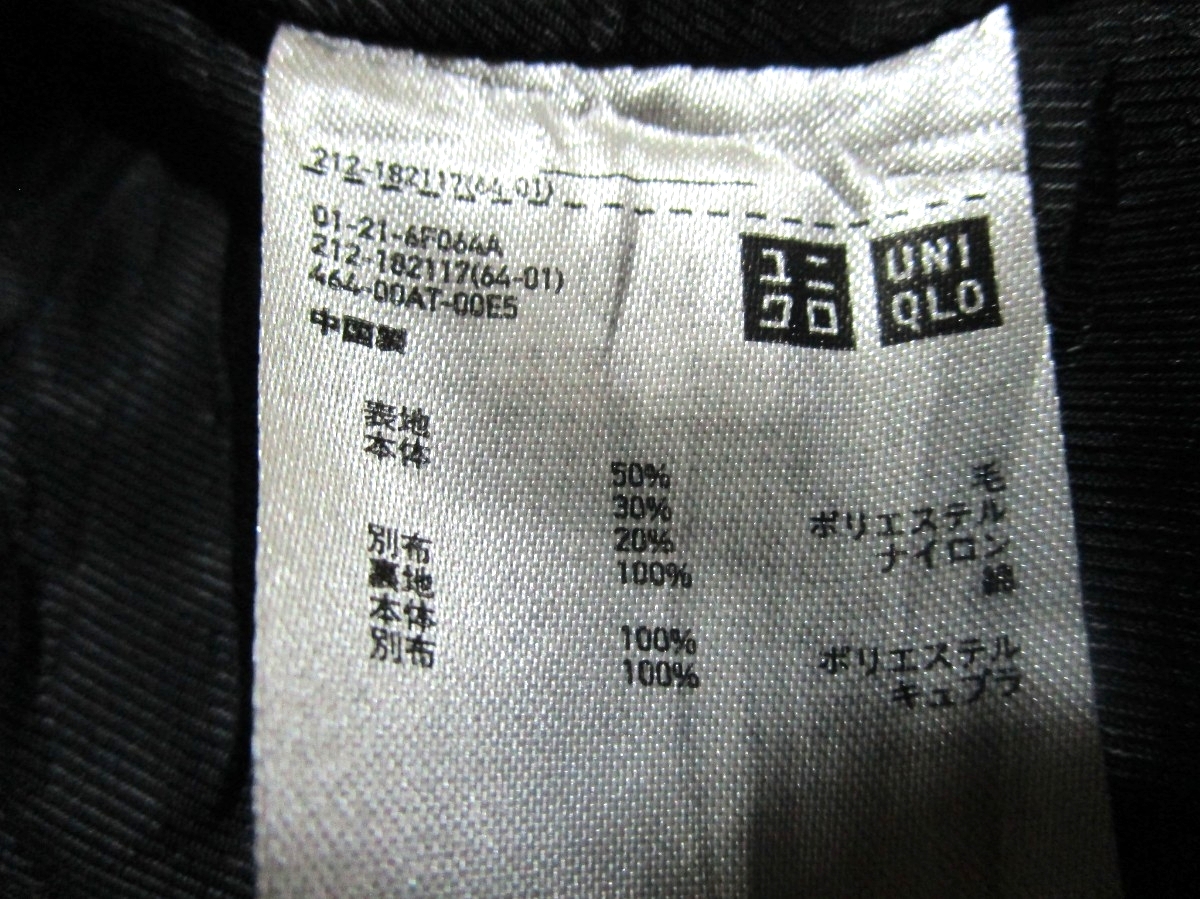 212-182117(64-01)
01-21-6F064A
212-182117(64-01)
464-00AT-00E5
中国製
ユニ
クロ
UNI
QLO
表地
本体
50% 毛
30% ポリエステル
20% ナイロン
別布 100% 綿
裏地
本体 100% ポリエステル
別布 100% キュプラ